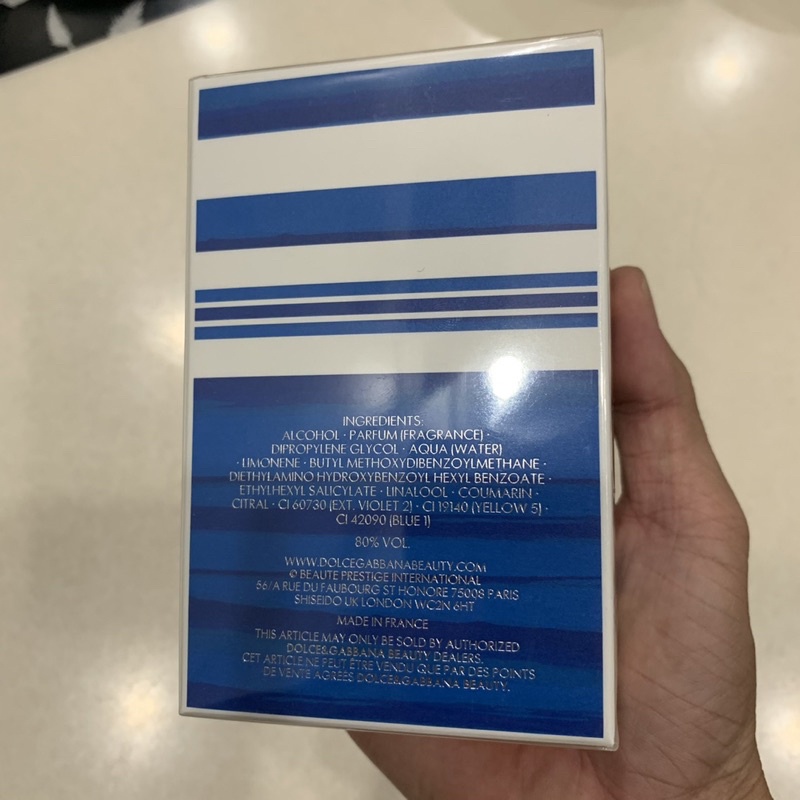 INGREDIENTS:
ALCOHOL · PARFUM (FRAGRANCE) ·
DIPROPYLENE GLYCOL · AQUA (WATER)
· LIMONENE · BUTYL METHOXYDIBENZOYLMETHANE ·
DIETHYLAMINO HYDROXYBENZOYL HEXYL BENZOATE ·
ETHYLHEXYL SALICYLATE · LINALOOL · COUMARIN ·
CITRAL · CI 60730 (EXT. VIOLET 2) · CI 19140 (YELLOW 5) ·
CI 42090 (BLUE 1)
80% VOL.
WWW.DOLCEGABBANABEAUTY.COM
© BEAUTE PRESTIGE INTERNATIONAL
56/A RUE DU FAUBOURG ST HONORE 75008 PARIS
SHISEIDO UK LONDON WC2N 6HT
MADE IN FRANCE
THIS ARTICLE MAY ONLY BE SOLD BY AUTHORIZED
DOLCE&GABBANA BEAUTY DEALERS.
CET ARTICLE NE PEUT ÊTRE VENDU QUE PAR DES POINTS
DE VENTE AGRÉÉS DOLCE&GABBANA BEAUTY.